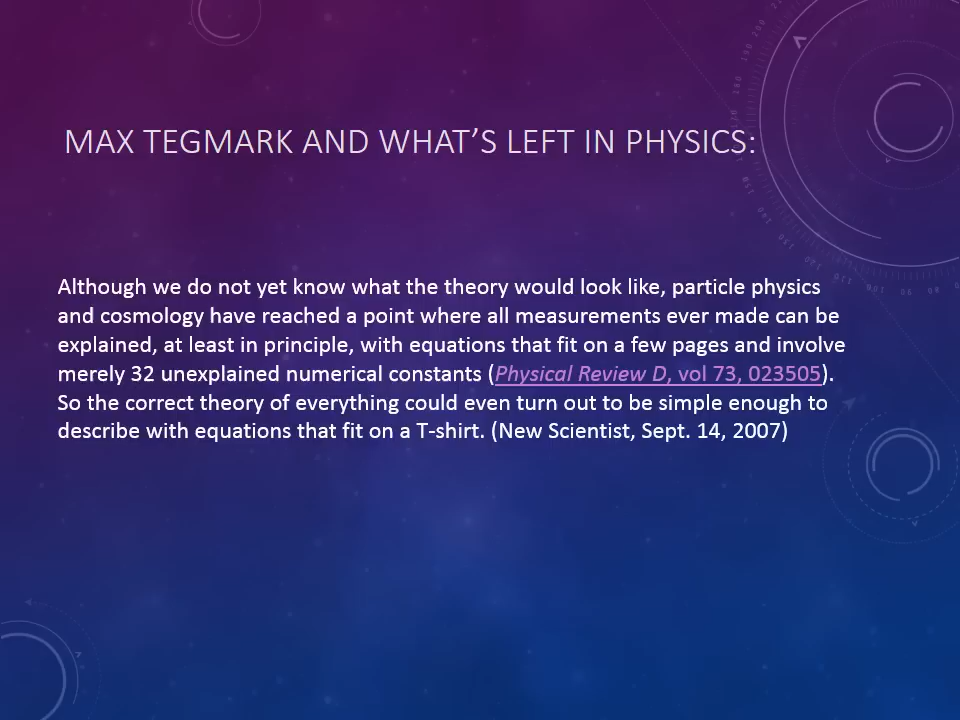 MAX TEGMARK AND WHAT’S LEFT IN PHYSICS:
Although we do not yet know what the theory would look like, particle physics
and cosmology have reached a point where all measurements ever made can be
explained, at least in principle, with equations that fit on a few pages and involve
merely 32 unexplained numerical constants (Physical Review D, vol 73, 023505).
So the correct theory of everything could even turn out to be simple enough to
describe with equations that fit on a T-shirt. (New Scientist, Sept. 14, 2007)